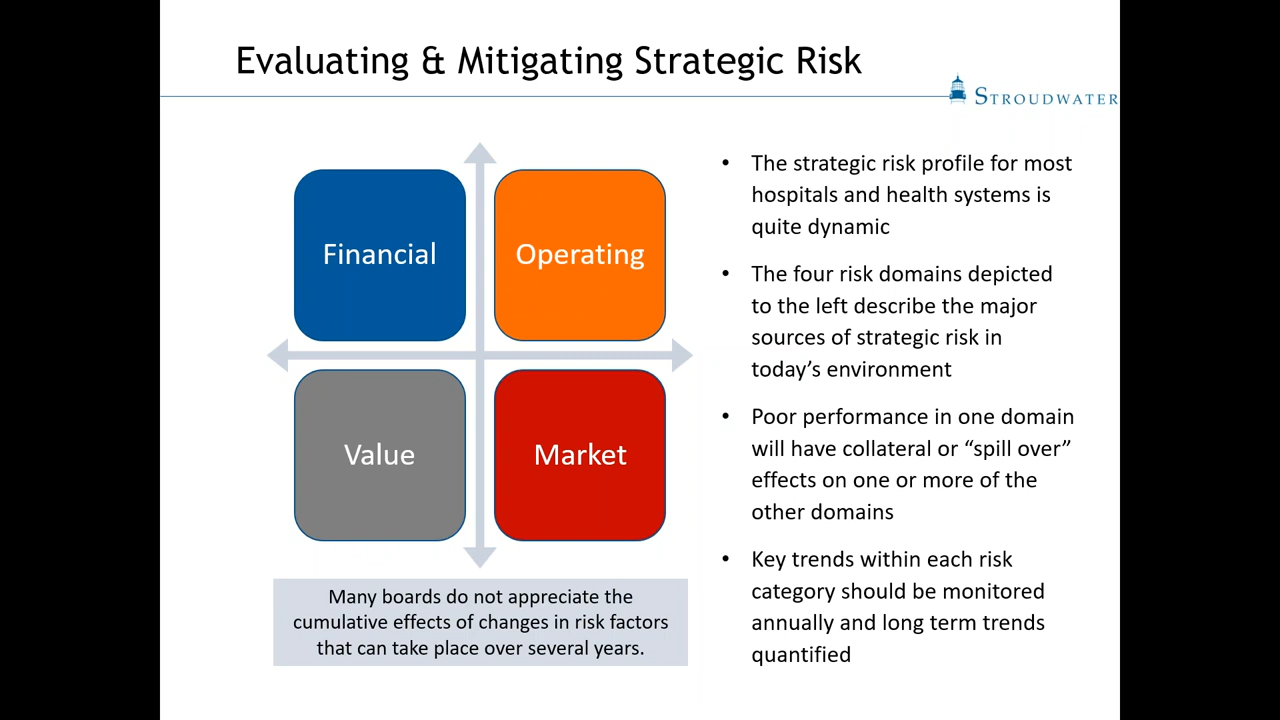 Evaluating & Mitigating Strategic Risk
STROUDWATER
Financial
Operating
Value
Market
Many boards do not appreciate the
cumulative effects of changes in risk factors
that can take place over several years.
• The strategic risk profile for most
hospitals and health systems is
quite dynamic
• The four risk domains depicted
to the left describe the major
sources of strategic risk in
today’s environment
• Poor performance in one domain
will have collateral or “spill over”
effects on one or more of the
other domains
• Key trends within each risk
category should be monitored
annually and long term trends
quantified